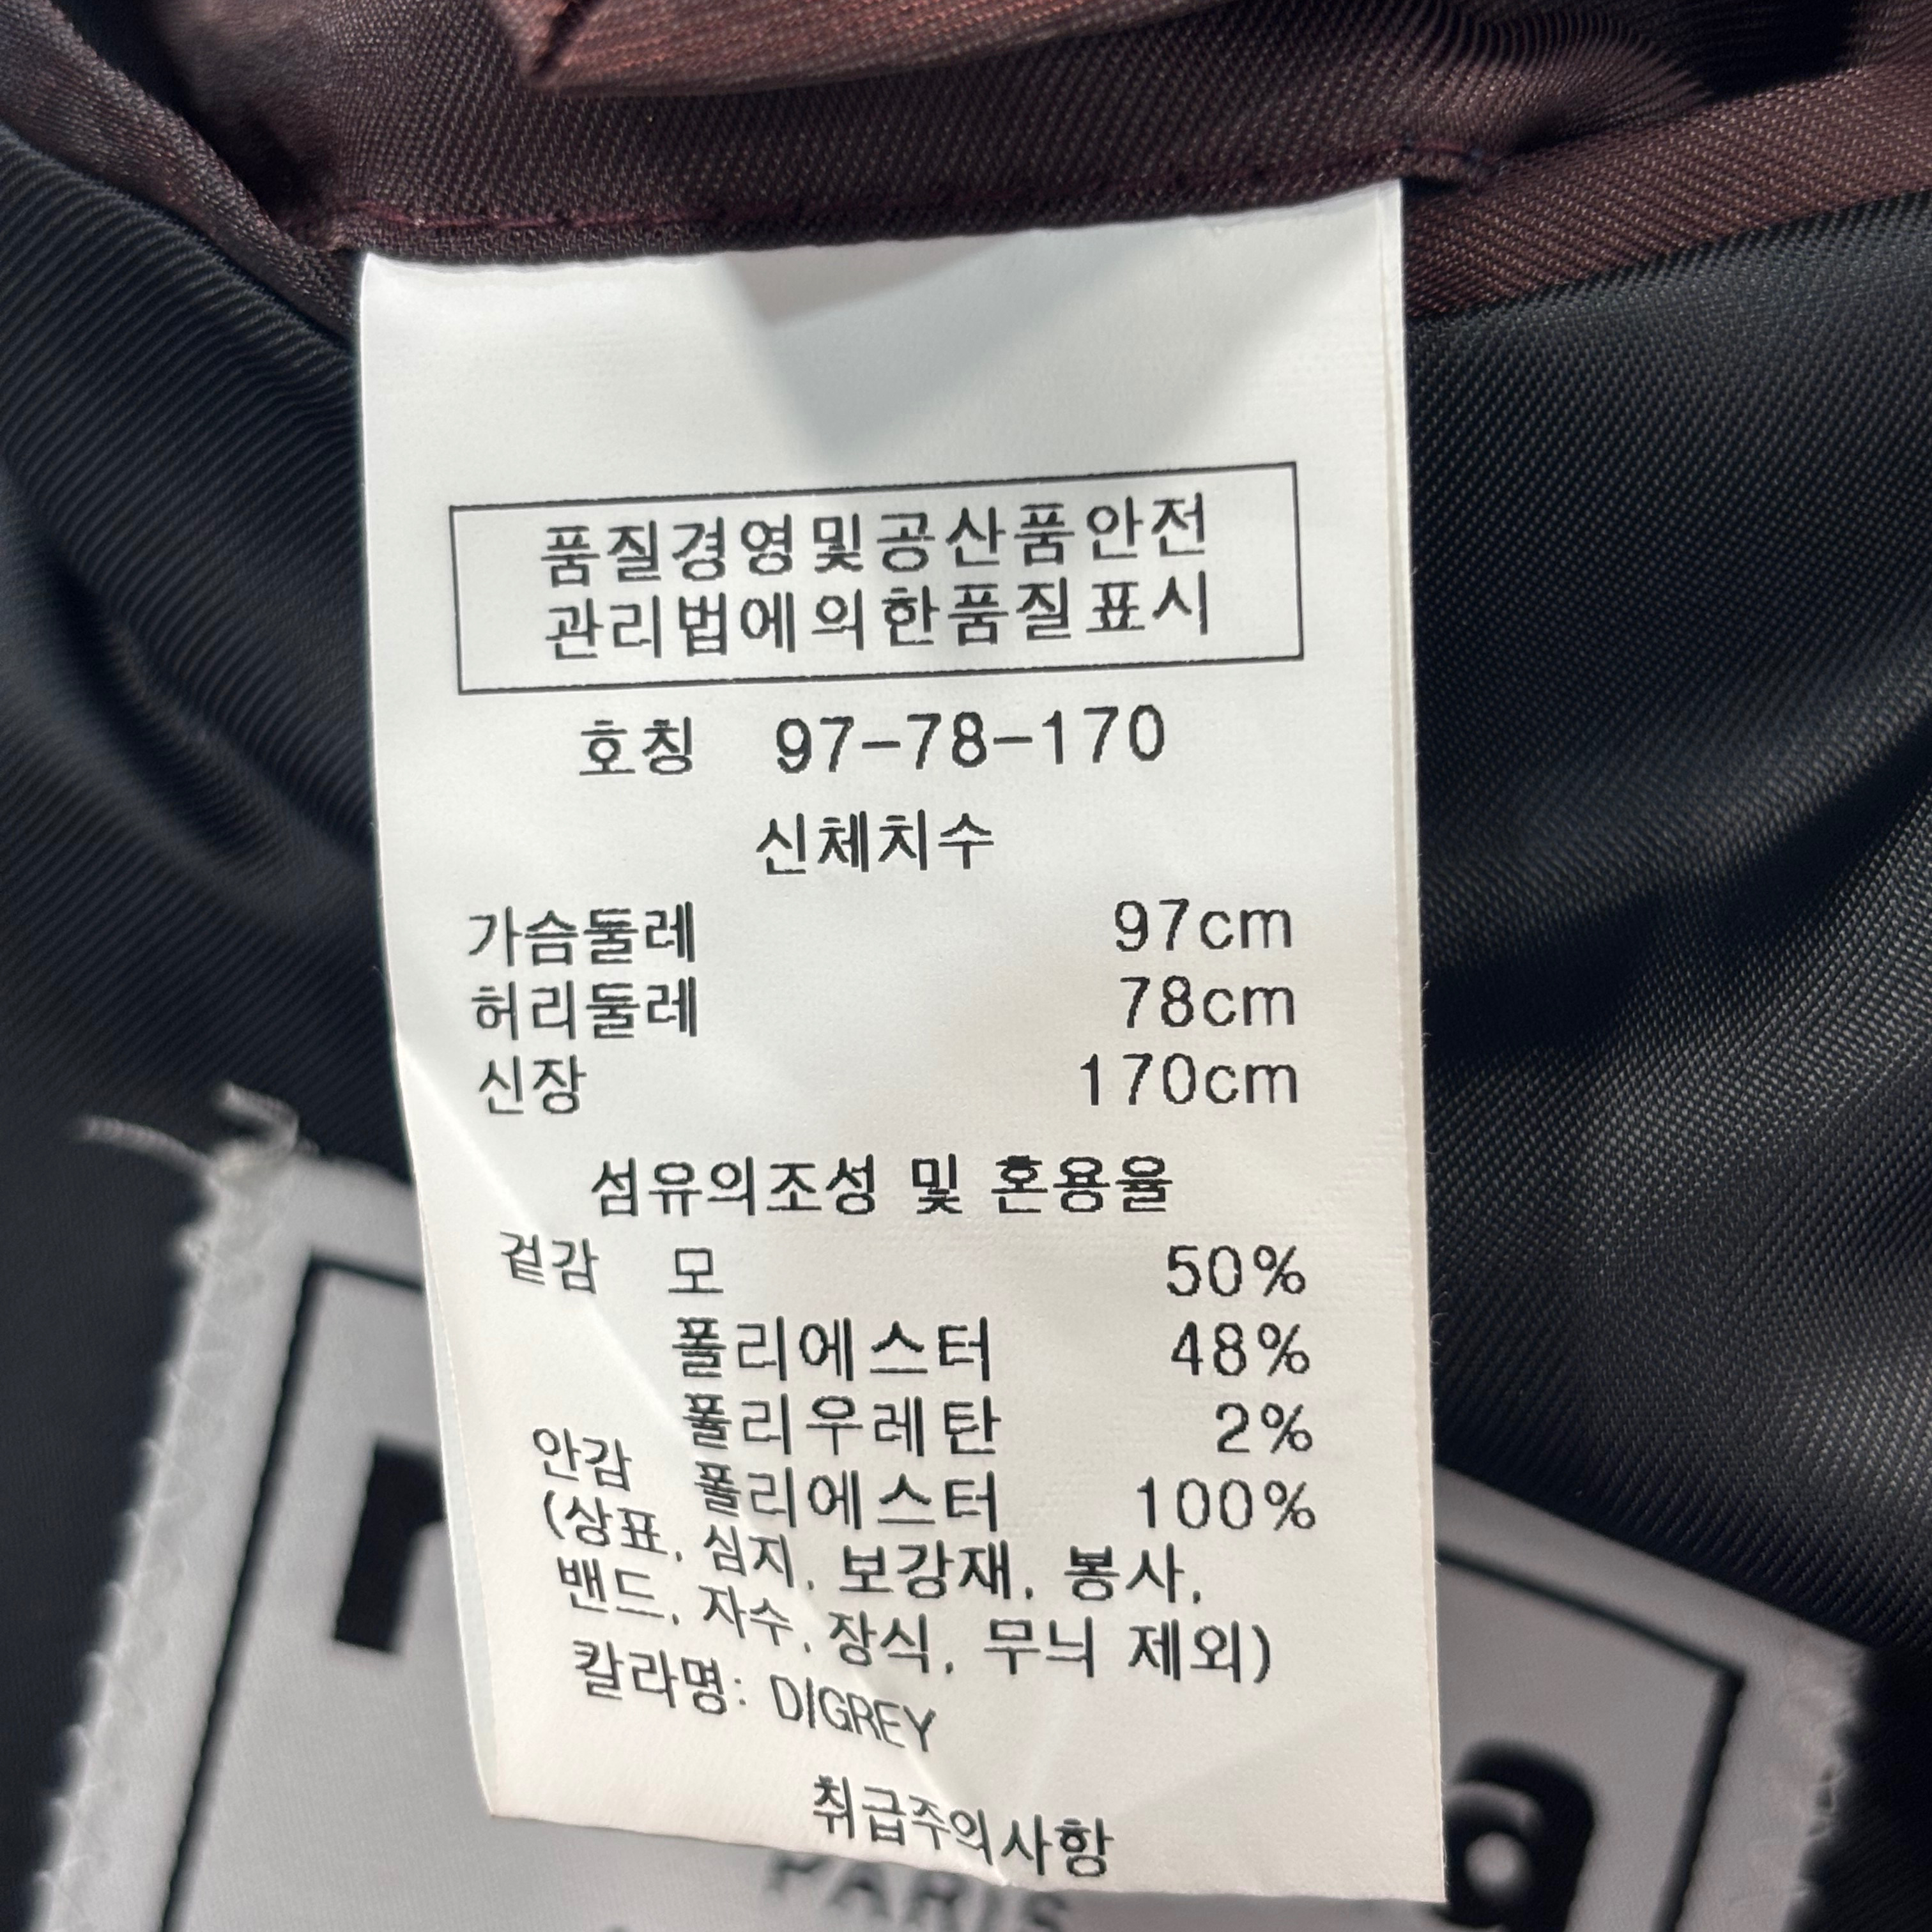 품질경영및공산품안전
관리법에의한품질표시
호칭 97-78-170
신체치수
가슴둘레 97cm
허리둘레 78cm
신장 170cm
섬유의조성 및 혼용율
겉감 모 50%
폴리에스터 48%
폴리우레탄 2%
안감 폴리에스터 100%
(상표, 심지, 보강재, 봉사,
밴드, 자수, 장식, 무늬 제외)
칼라명: D/GREY
취급주의사항
a
PARIS